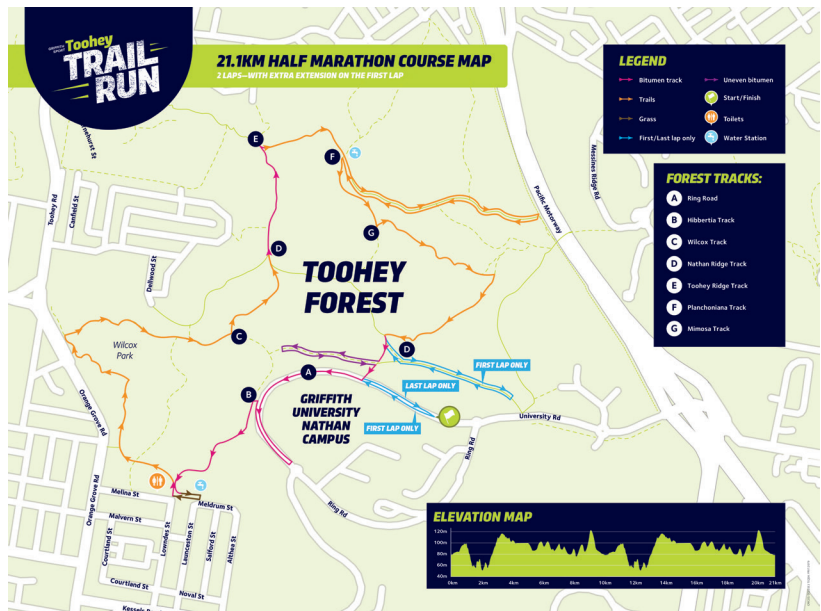 GRIFFITH SPORT
Toohey
TRAIL
RUN
21.1KM HALF MARATHON COURSE MAP
2 LAPS—WITH EXTRA EXTENSION ON THE FIRST LAP
LEGEND
Bitumen track
Uneven bitumen
Trails
Start/Finish
Grass
Toilets
First/Last lap only
Water Station
FOREST TRACKS:
A Ring Road
B Hibbertia Track
C Wilcox Track
D Nathan Ridge Track
E Toohey Ridge Track
F Planchoniana Track
G Mimosa Track
Toohey Rd
Canfield St
Dellwood St
Messines Ridge Rd
Pacific Motorway
E
F
G
D
TOOHEY
FOREST
C
Wilcox
Park
D
FIRST LAP ONLY
LAST LAP ONLY
FIRST LAP ONLY
A
B
GRIFFITH
UNIVERSITY
NATHAN
CAMPUS
University Rd
Ring Rd
Ring Rd
Orange Grove Rd
Orange Grove Rd
Melina St
Meldrum St
Malvern St
Courtland St
Lowndes St
Launceston St
Salford St
Althea St
Courtland St
Noval St
ELEVATION MAP
120m
100m
80m
60m
40m
0km
2km
4km
6km
8km
10km
12km
14km
16km
18km
20km
21km